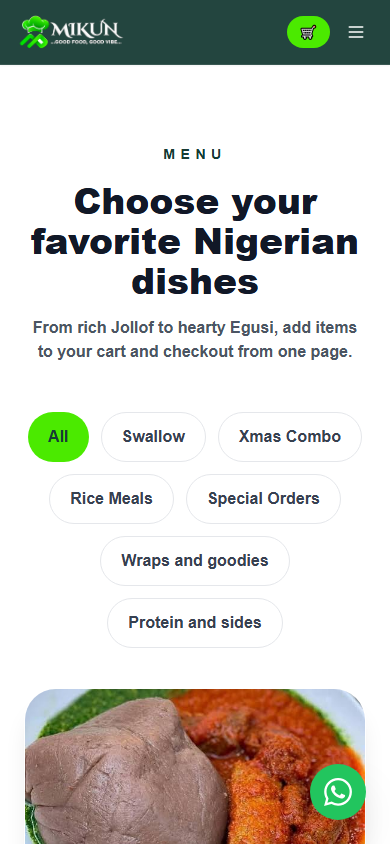 MIKUN
...GOOD FOOD, GOOD VIBE...
MENU
Choose your
favorite Nigerian
dishes
From rich Jollof to hearty Egusi, add items
to your cart and checkout from one page.
All
Swallow
Xmas Combo
Rice Meals
Special Orders
Wraps and goodies
Protein and sides